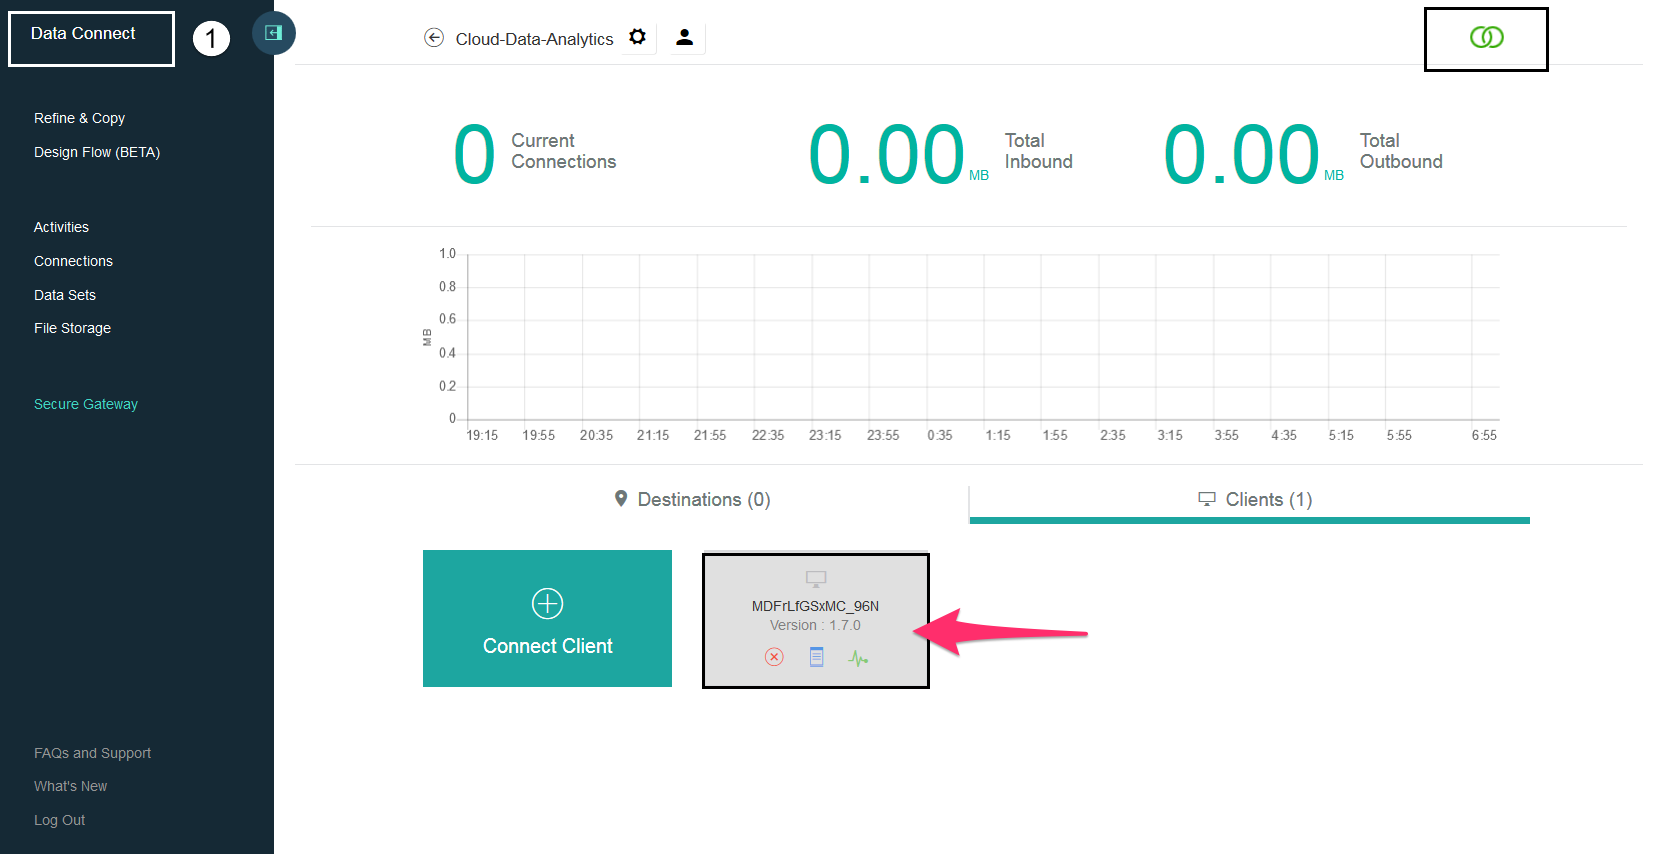 Data Connect
1
Refine & Copy
Design Flow (BETA)
Activities
Connections
Data Sets
File Storage
Secure Gateway
FAQs and Support
What's New
Log Out
Cloud-Data-Analytics
0 Current
Connections
0.00 MB Total
Inbound
0.00 MB Total
Outbound
MB
1.0
0.8
0.6
0.4
0.2
0
19:15 19:55 20:35 21:15 21:55 22:35 23:15 23:55 0:35 1:15 1:55 2:35 3:15 3:55 4:35 5:15 5:55 6:55
Destinations (0)
Clients (1)
Connect Client
MDFrLfGSxMC_96N
Version : 1.7.0